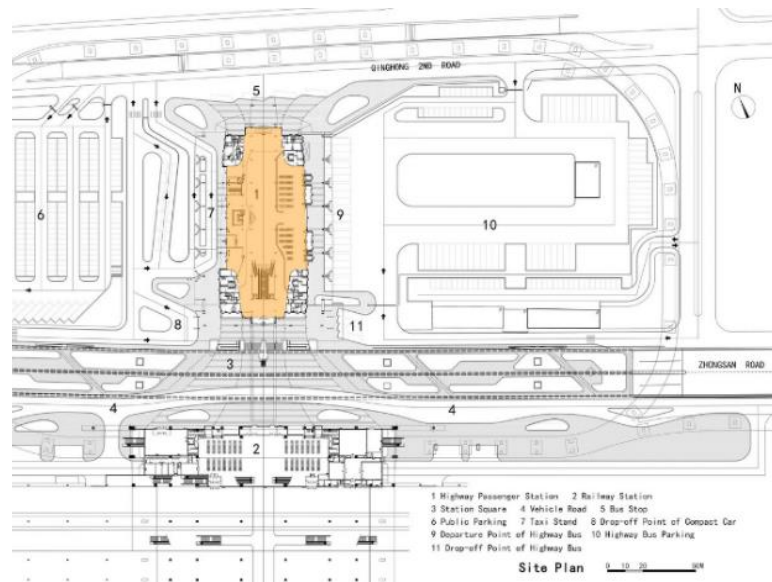 5
QINGHONG 2ND ROAD
N
1
6
7
9
10
8
11
3
ZHONGSAN ROAD
4
4
2
1 Highway Passenger Station 2 Railway Station
3 Station Square 4 Vehicle Road 5 Bus Stop
6 Public Parking 7 Taxi Stand 8 Drop-off Point of Compact Car
9 Departure Point of Highway Bus 10 Highway Bus Parking
11 Drop-off Point of Highway Bus
Site Plan 0 10 20 50M